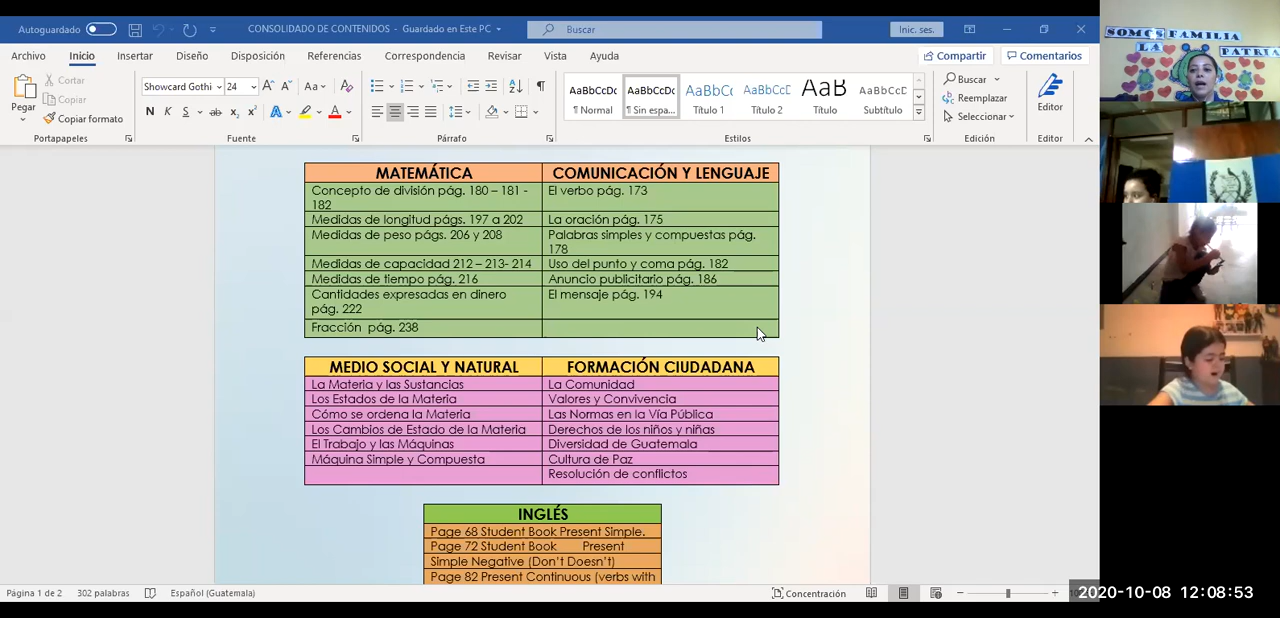 Autoguardado
CONSOLIDADO DE CONTENIDOS - Guardado en Este PC
Buscar
Inic. ses.
Archivo Inicio Insertar Diseño Disposición Referencias Correspondencia Revisar Vista Ayuda
Compartir Comentarios
Pegar
Cortar
Copiar
Copiar formato
Portapapeles
Showcard Gothi 24
N K S ab x₂ x²
Fuente
Párrafo
AaBbCcDc AaBbCcDc AaBbCc AaBbCcC AaB AaBbCcD
¶ Normal ¶ Sin espa... Título 1 Título 2 Título Subtítulo
Estilos
Buscar
Reemplazar
Seleccionar
Edición
Editor
Editor
SOMOS FAMILIA
LA PATRIA
MATEMÁTICA COMUNICACIÓN Y LENGUAJE
Concepto de división pág. 180 – 181 - El verbo pág. 173
182
Medidas de longitud págs. 197 a 202 La oración pág. 175
Medidas de peso págs. 206 y 208 Palabras simples y compuestas pág.
178
Medidas de capacidad 212 – 213- 214 Uso del punto y coma pág. 182
Medidas de tiempo pág. 216 Anuncio publicitario pág. 186
Cantidades expresadas en dinero El mensaje pág. 194
pág. 222
Fracción pág. 238
MEDIO SOCIAL Y NATURAL FORMACIÓN CIUDADANA
La Materia y las Sustancias La Comunidad
Los Estados de la Materia Valores y Convivencia
Cómo se ordena la Materia Las Normas en la Vía Pública
Los Cambios de Estado de la Materia Derechos de los niños y niñas
El Trabajo y las Máquinas Diversidad de Guatemala
Máquina Simple y Compuesta Cultura de Paz
Resolución de conflictos
INGLÉS
Page 68 Student Book Present Simple.
Page 72 Student Book Present
Simple Negative (Don't Doesn't)
Page 82 Present Continuous (verbs with
Página 1 de 2 302 palabras Español (Guatemala)
Concentración
2020-10-08 12:08:53